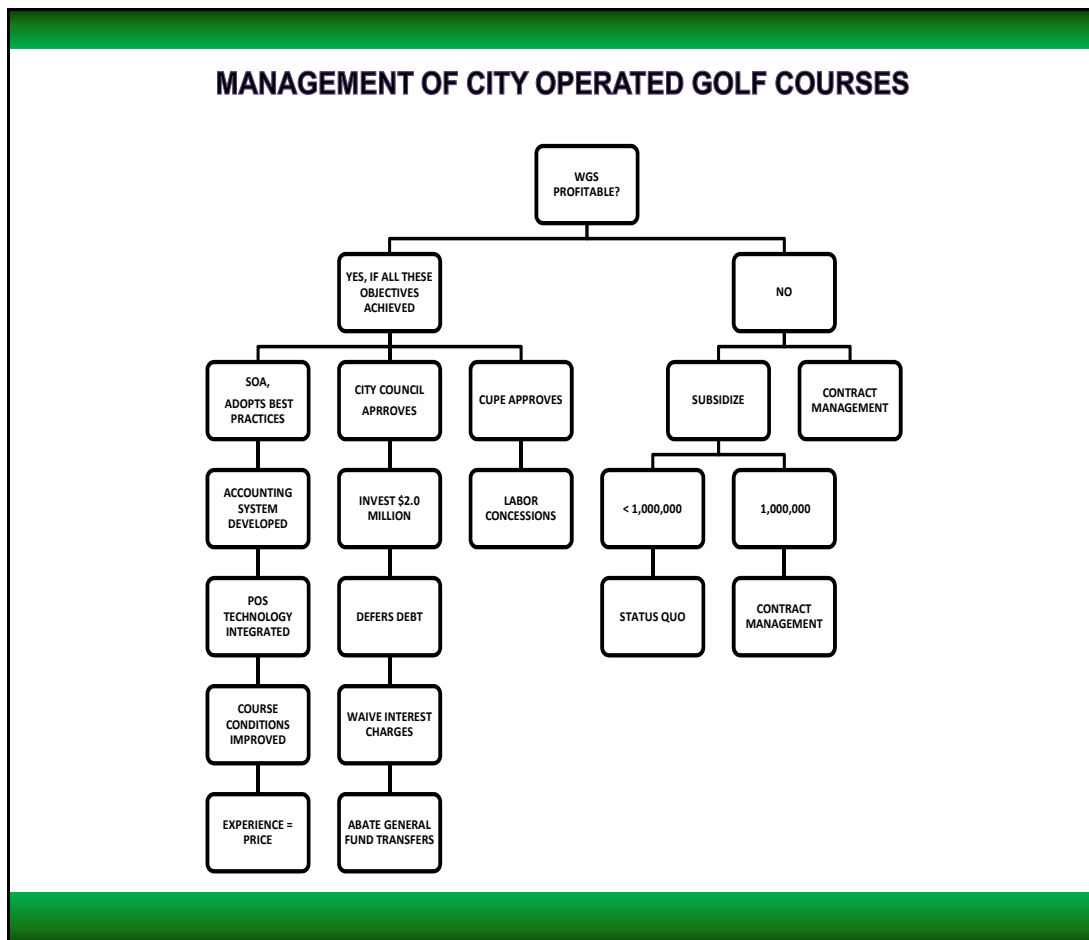 MANAGEMENT OF CITY OPERATED GOLF COURSES
WGS
PROFITABLE?
YES, IF ALL THESE
OBJECTIVES
ACHIEVED
NO
SOA,
ADOPTS BEST
PRACTICES
CITY COUNCIL
APRROVES
CUPE APPROVES
SUBSIDIZE
CONTRACT
MANAGEMENT
ACCOUNTING
SYSTEM
DEVELOPED
INVEST $2.0
MILLION
LABOR
CONCESSIONS
< 1,000,000
1,000,000
POS
TECHNOLOGY
INTEGRATED
DEFERS DEBT
STATUS QUO
CONTRACT
MANAGEMENT
COURSE
CONDITIONS
IMPROVED
WAIVE INTEREST
CHARGES
EXPERIENCE =
PRICE
ABATE GENERAL
FUND TRANSFERS